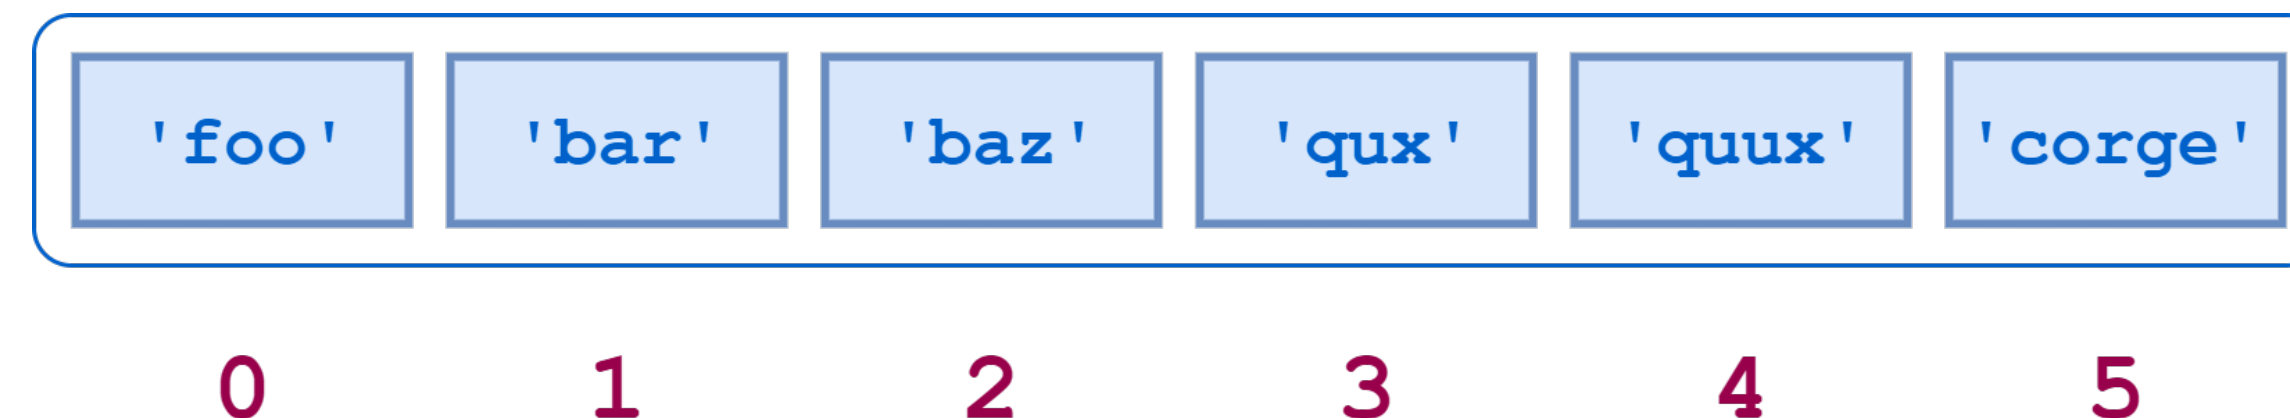 'foo' 'bar' 'baz' 'qux' 'quux' 'corge'
0 1 2 3 4 5